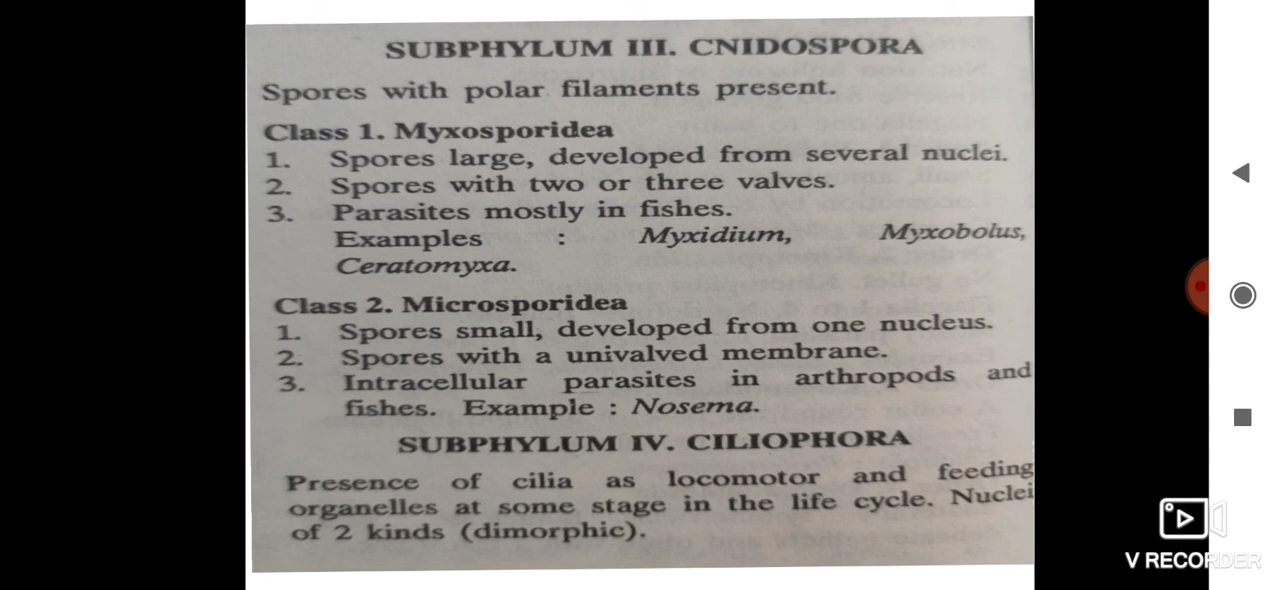 SUBPHYLUM III. CNIDOSPORA
Spores with polar filaments present.
Class 1. Myxosporidea
1. Spores large, developed from several nuclei.
2. Spores with two or three valves.
3. Parasites mostly in fishes.
Examples : Myxidium, Myxobolus,
Ceratomyxa.
Class 2. Microsporidea
1. Spores small, developed from one nucleus.
2. Spores with a univalved membrane.
3. Intracellular parasites in arthropods and
fishes. Example : Nosema.
SUBPHYLUM IV. CILIOPHORA
Presence of cilia as locomotor and feeding
organelles at some stage in the life cycle. Nuclei
of 2 kinds (dimorphic).
V RECORDER